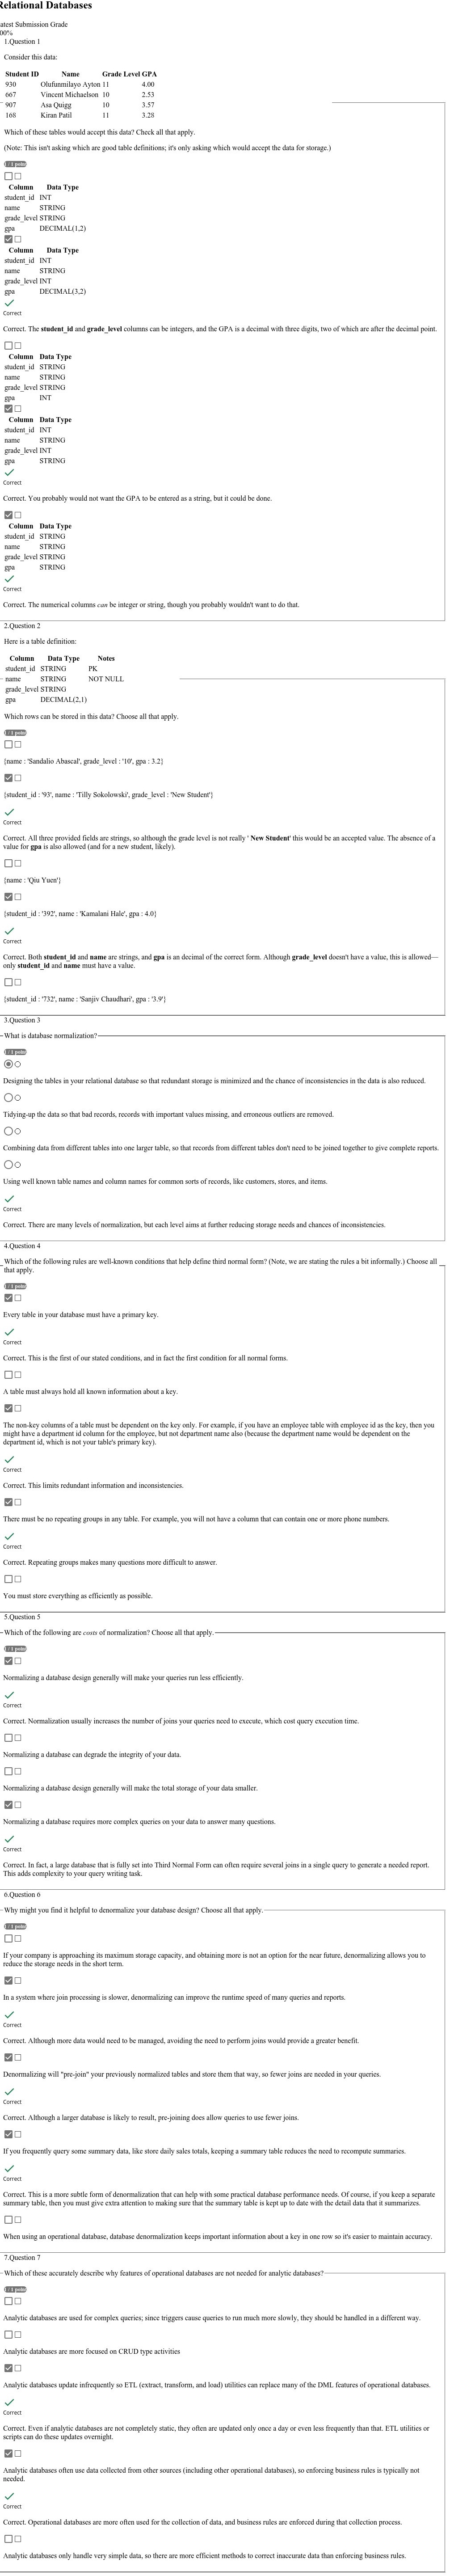 Relational Databases
atest Submission Grade
00%
1.Question 1
Consider this data:
Student ID Name Grade Level GPA
930 Olufunmilayo Ayton 11 4.00
667 Vincent Michaelson 10 2.53
907 Asa Quigg 10 3.57
168 Kiran Patil 11 3.28
Which of these tables would accept this data? Check all that apply.
(Note: This isn't asking which are good table definitions; it's only asking which would accept the data for storage.)
Column Data Type
student_id INT
name STRING
grade_level STRING
gpa DECIMAL(1,2)
Column Data Type
student_id INT
name STRING
grade_level INT
gpa DECIMAL(3,2)
Correct
Correct. The student_id and grade_level columns can be integers, and the GPA is a decimal with three digits, two of which are after the decimal point.
Column Data Type
student_id STRING
name STRING
grade_level STRING
gpa INT
Column Data Type
student_id INT
name STRING
grade_level INT
gpa STRING
Correct
Correct. You probably would not want the GPA to be entered as a string, but it could be done.
Column Data Type
student_id STRING
name STRING
grade_level STRING
gpa STRING
Correct
Correct. The numerical columns can be integer or string, though you probably wouldn't want to do that.
2.Question 2
Here is a table definition:
Column Data Type Notes
student_id STRING PK
name STRING NOT NULL
grade_level STRING
gpa DECIMAL(2,1)
Which rows can be stored in this data? Choose all that apply.
{name : 'Sandalio Abascal', grade_level : '10', gpa : 3.2}
{student_id : '93', name : 'Tilly Sokolowski', grade_level : 'New Student'}
Correct
Correct. All three provided fields are strings, so although the grade level is not really ' New Student' this would be an accepted value. The absence of a
value for gpa is also allowed (and for a new student, likely).
{name : 'Qiu Yuen'}
{student_id : '392', name : 'Kamalani Hale', gpa : 4.0}
Correct
Correct. Both student_id and name are strings, and gpa is an decimal of the correct form. Although grade_level doesn't have a value, this is allowed—
only student_id and name must have a value.
{student_id : '732', name : 'Sanjiv Chaudhari', gpa : '3.9'}
3.Question 3
What is database normalization?
Designing the tables in your relational database so that redundant storage is minimized and the chance of inconsistencies in the data is also reduced.
Tidying-up the data so that bad records, records with important values missing, and erroneous outliers are removed.
Combining data from different tables into one larger table, so that records from different tables don't need to be joined together to give complete reports.
Using well known table names and column names for common sorts of records, like customers, stores, and items.
Correct
Correct. There are many levels of normalization, but each level aims at further reducing storage needs and chances of inconsistencies.
4.Question 4
Which of the following rules are well-known conditions that help define third normal form? (Note, we are stating the rules a bit informally.) Choose all
that apply.
Every table in your database must have a primary key.
Correct
Correct. This is the first of our stated conditions, and in fact the first condition for all normal forms.
A table must always hold all known information about a key.
The non-key columns of a table must be dependent on the key only. For example, if you have an employee table with employee id as the key, then you
might have a department id column for the employee, but not department name also (because the department name would be dependent on the
department id, which is not your table's primary key).
Correct
Correct. This limits redundant information and inconsistencies.
There must be no repeating groups in any table. For example, you will not have a column that can contain one or more phone numbers.
Correct
Correct. Repeating groups makes many questions more difficult to answer.
You must store everything as efficiently as possible.
5.Question 5
Which of the following are costs of normalization? Choose all that apply.
Normalizing a database design generally will make your queries run less efficiently.
Correct
Correct. Normalization usually increases the number of joins your queries need to execute, which cost query execution time.
Normalizing a database can degrade the integrity of your data.
Normalizing a database design generally will make the total storage of your data smaller.
Normalizing a database requires more complex queries on your data to answer many questions.
Correct
Correct. In fact, a large database that is fully set into Third Normal Form can often require several joins in a single query to generate a needed report.
This adds complexity to your query writing task.
6.Question 6
Why might you find it helpful to denormalize your database design? Choose all that apply.
If your company is approaching its maximum storage capacity, and obtaining more is not an option for the near future, denormalizing allows you to
reduce the storage needs in the short term.
In a system where join processing is slower, denormalizing can improve the runtime speed of many queries and reports.
Correct
Correct. Although more data would need to be managed, avoiding the need to perform joins would provide a greater benefit.
Denormalizing will "pre-join" your previously normalized tables and store them that way, so fewer joins are needed in your queries.
Correct
Correct. Although a larger database is likely to result, pre-joining does allow queries to use fewer joins.
If you frequently query some summary data, like store daily sales totals, keeping a summary table reduces the need to recompute summaries.
Correct
Correct. This is a more subtle form of denormalization that can help with some practical database performance needs. Of course, if you keep a separate
summary table, then you must give extra attention to making sure that the summary table is kept up to date with the detail data that it summarizes.
When using an operational database, database denormalization keeps important information about a key in one row so it's easier to maintain accuracy.
7.Question 7
Which of these accurately describe why features of operational databases are not needed for analytic databases?
Analytic databases are used for complex queries; since triggers cause queries to run much more slowly, they should be handled in a different way.
Analytic databases are more focused on CRUD type activities
Analytic databases update infrequently so ETL (extract, transform, and load) utilities can replace many of the DML features of operational databases.
Correct
Correct. Even if analytic databases are not completely static, they often are updated only once a day or even less frequently than that. ETL utilities or
scripts can do these updates overnight.
Analytic databases often use data collected from other sources (including other operational databases), so enforcing business rules is typically not
needed.
Correct
Correct. Operational databases are more often used for the collection of data, and business rules are enforced during that collection process.
Analytic databases only handle very simple data, so there are more efficient methods to correct inaccurate data than enforcing business rules.